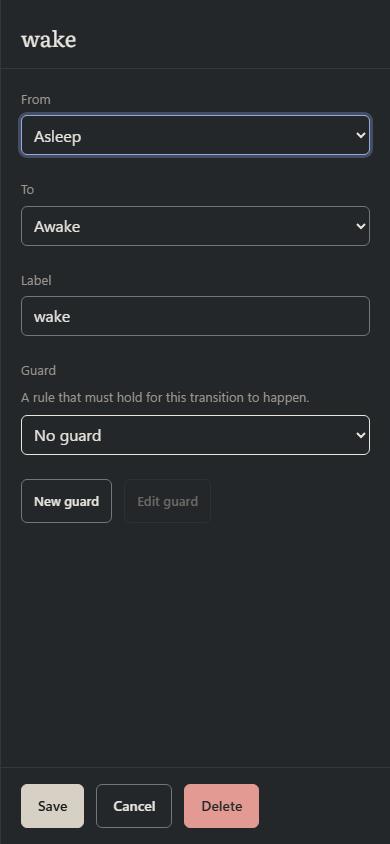 wake
From
Asleep
To
Awake
Label
wake
Guard
A rule that must hold for this transition to happen.
No guard
New guard Edit guard
Save Cancel Delete